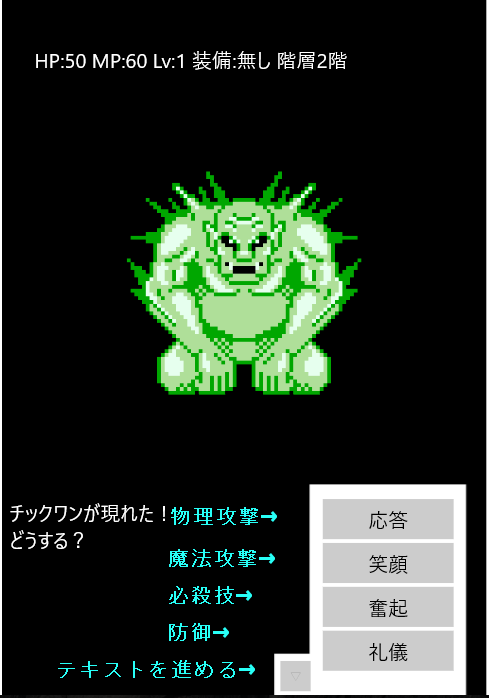 HP:50 MP:60 Lv:1 装備:無し 階層2階
チックワンが現れた！
どうする？
物理攻撃→
応答
魔法攻撃→
笑顔
必殺技→
奮起
防御→
礼儀
テキストを進める→
▽